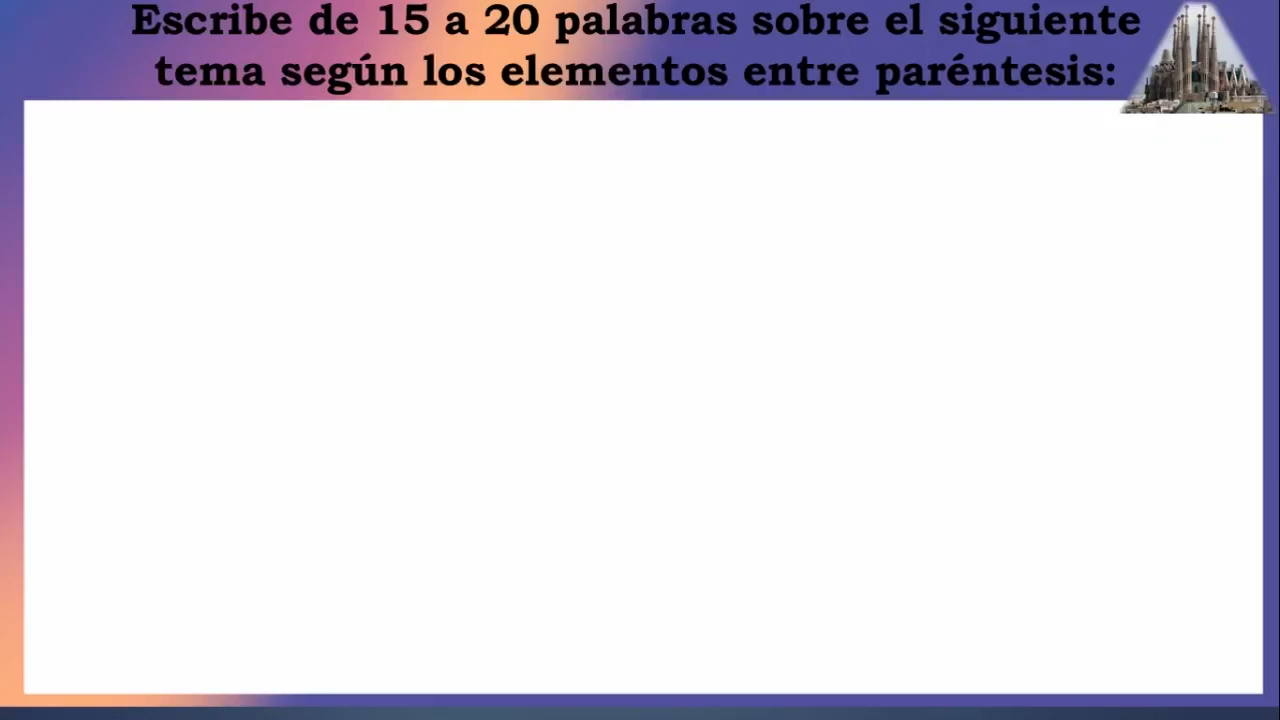 Escribe de 15 a 20 palabras sobre el siguiente
tema según los elementos entre paréntesis: